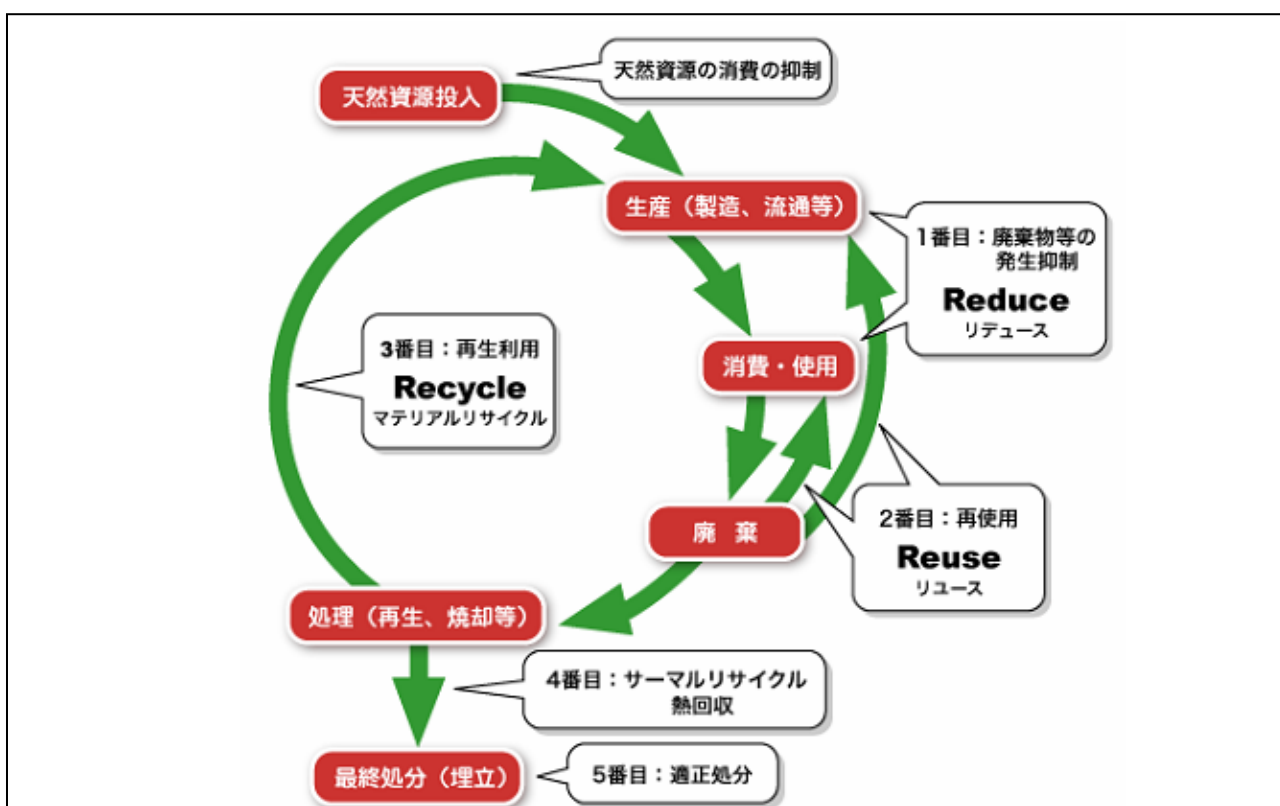 天然資源の消費の抑制
天然資源投入
生産（製造、流通等）
1番目：廃棄物等の
発生抑制
Reduce
リデュース
3番目：再生利用
Recycle
マテリアルリサイクル
消費・使用
2番目：再使用
Reuse
リユース
廃 棄
処理（再生、焼却等）
4番目：サーマルリサイクル
熱回収
最終処分（埋立）
5番目：適正処分